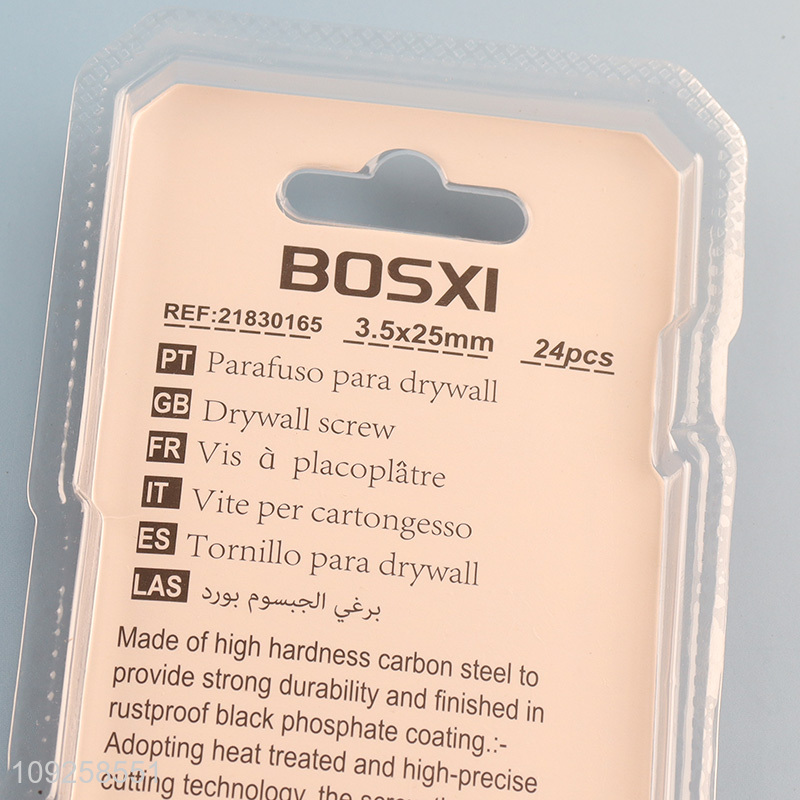 BOSXI
REF:21830165 3.5x25mm 24pcs
PT Parafuso para drywall
GB Drywall screw
FR Vis à placoplâtre
IT Vite per cartongesso
ES Tornillo para drywall
LAS برغي الجبسوم بورد
Made of high hardness carbon steel to
provide strong durability and finished in
rustproof black phosphate coating.:-
Adopting heat treated and high-precise
cutting technology, the
109258551